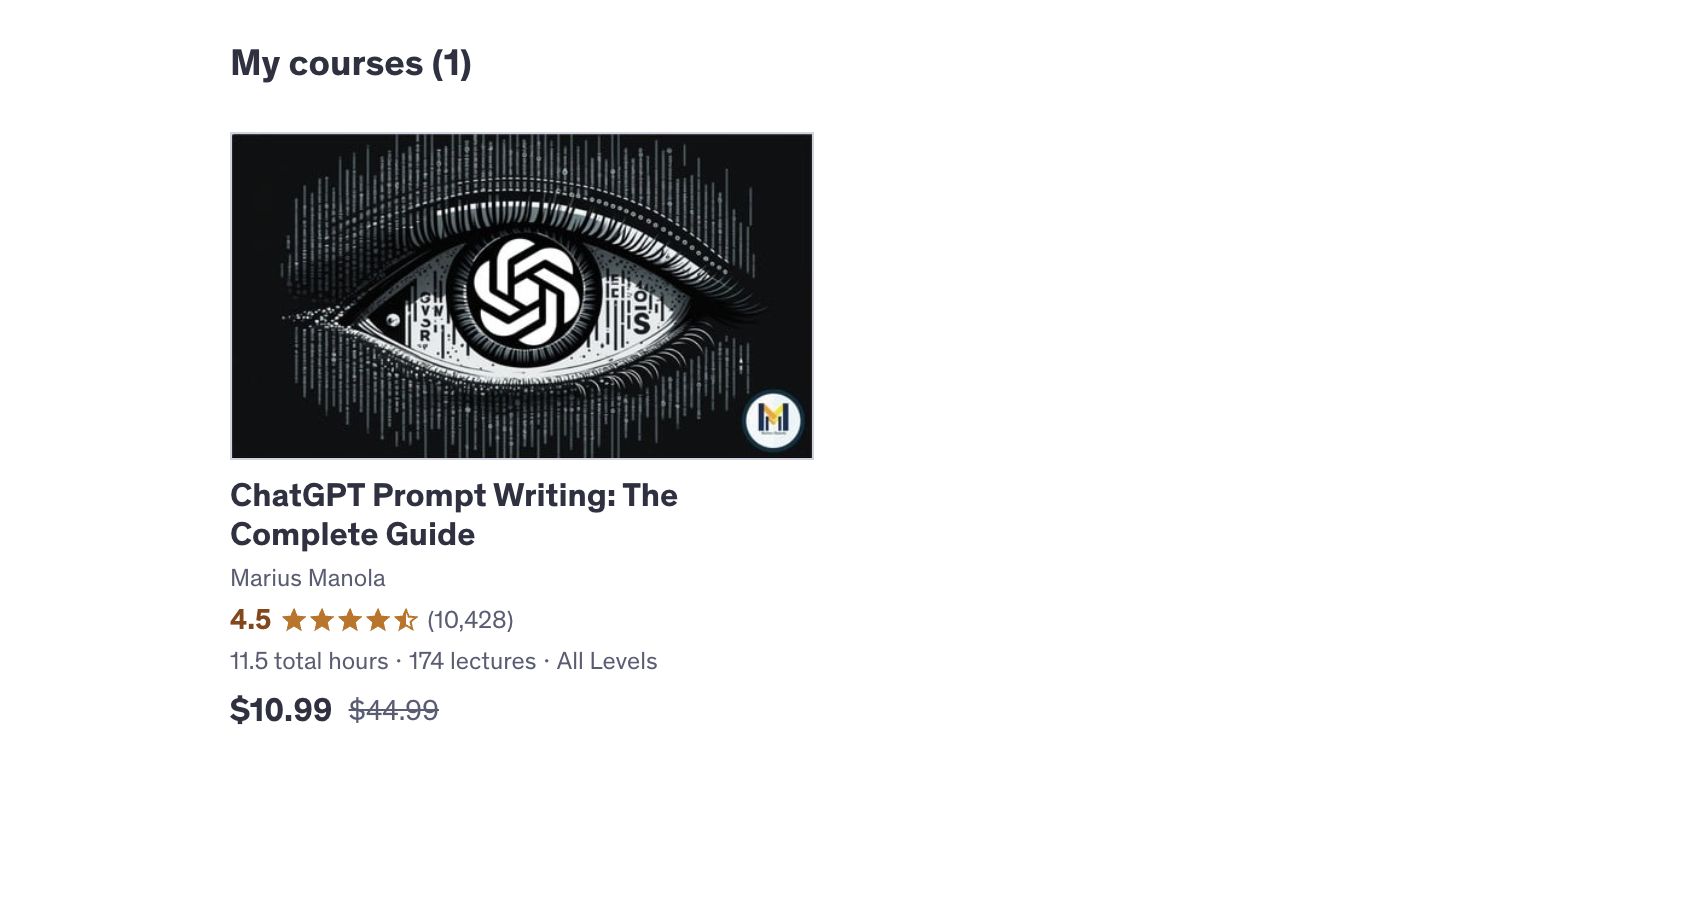 My courses (1)
ChatGPT Prompt Writing: The
Complete Guide
Marius Manola
4.5 (10,428)
11.5 total hours · 174 lectures · All Levels
$10.99 $44.99